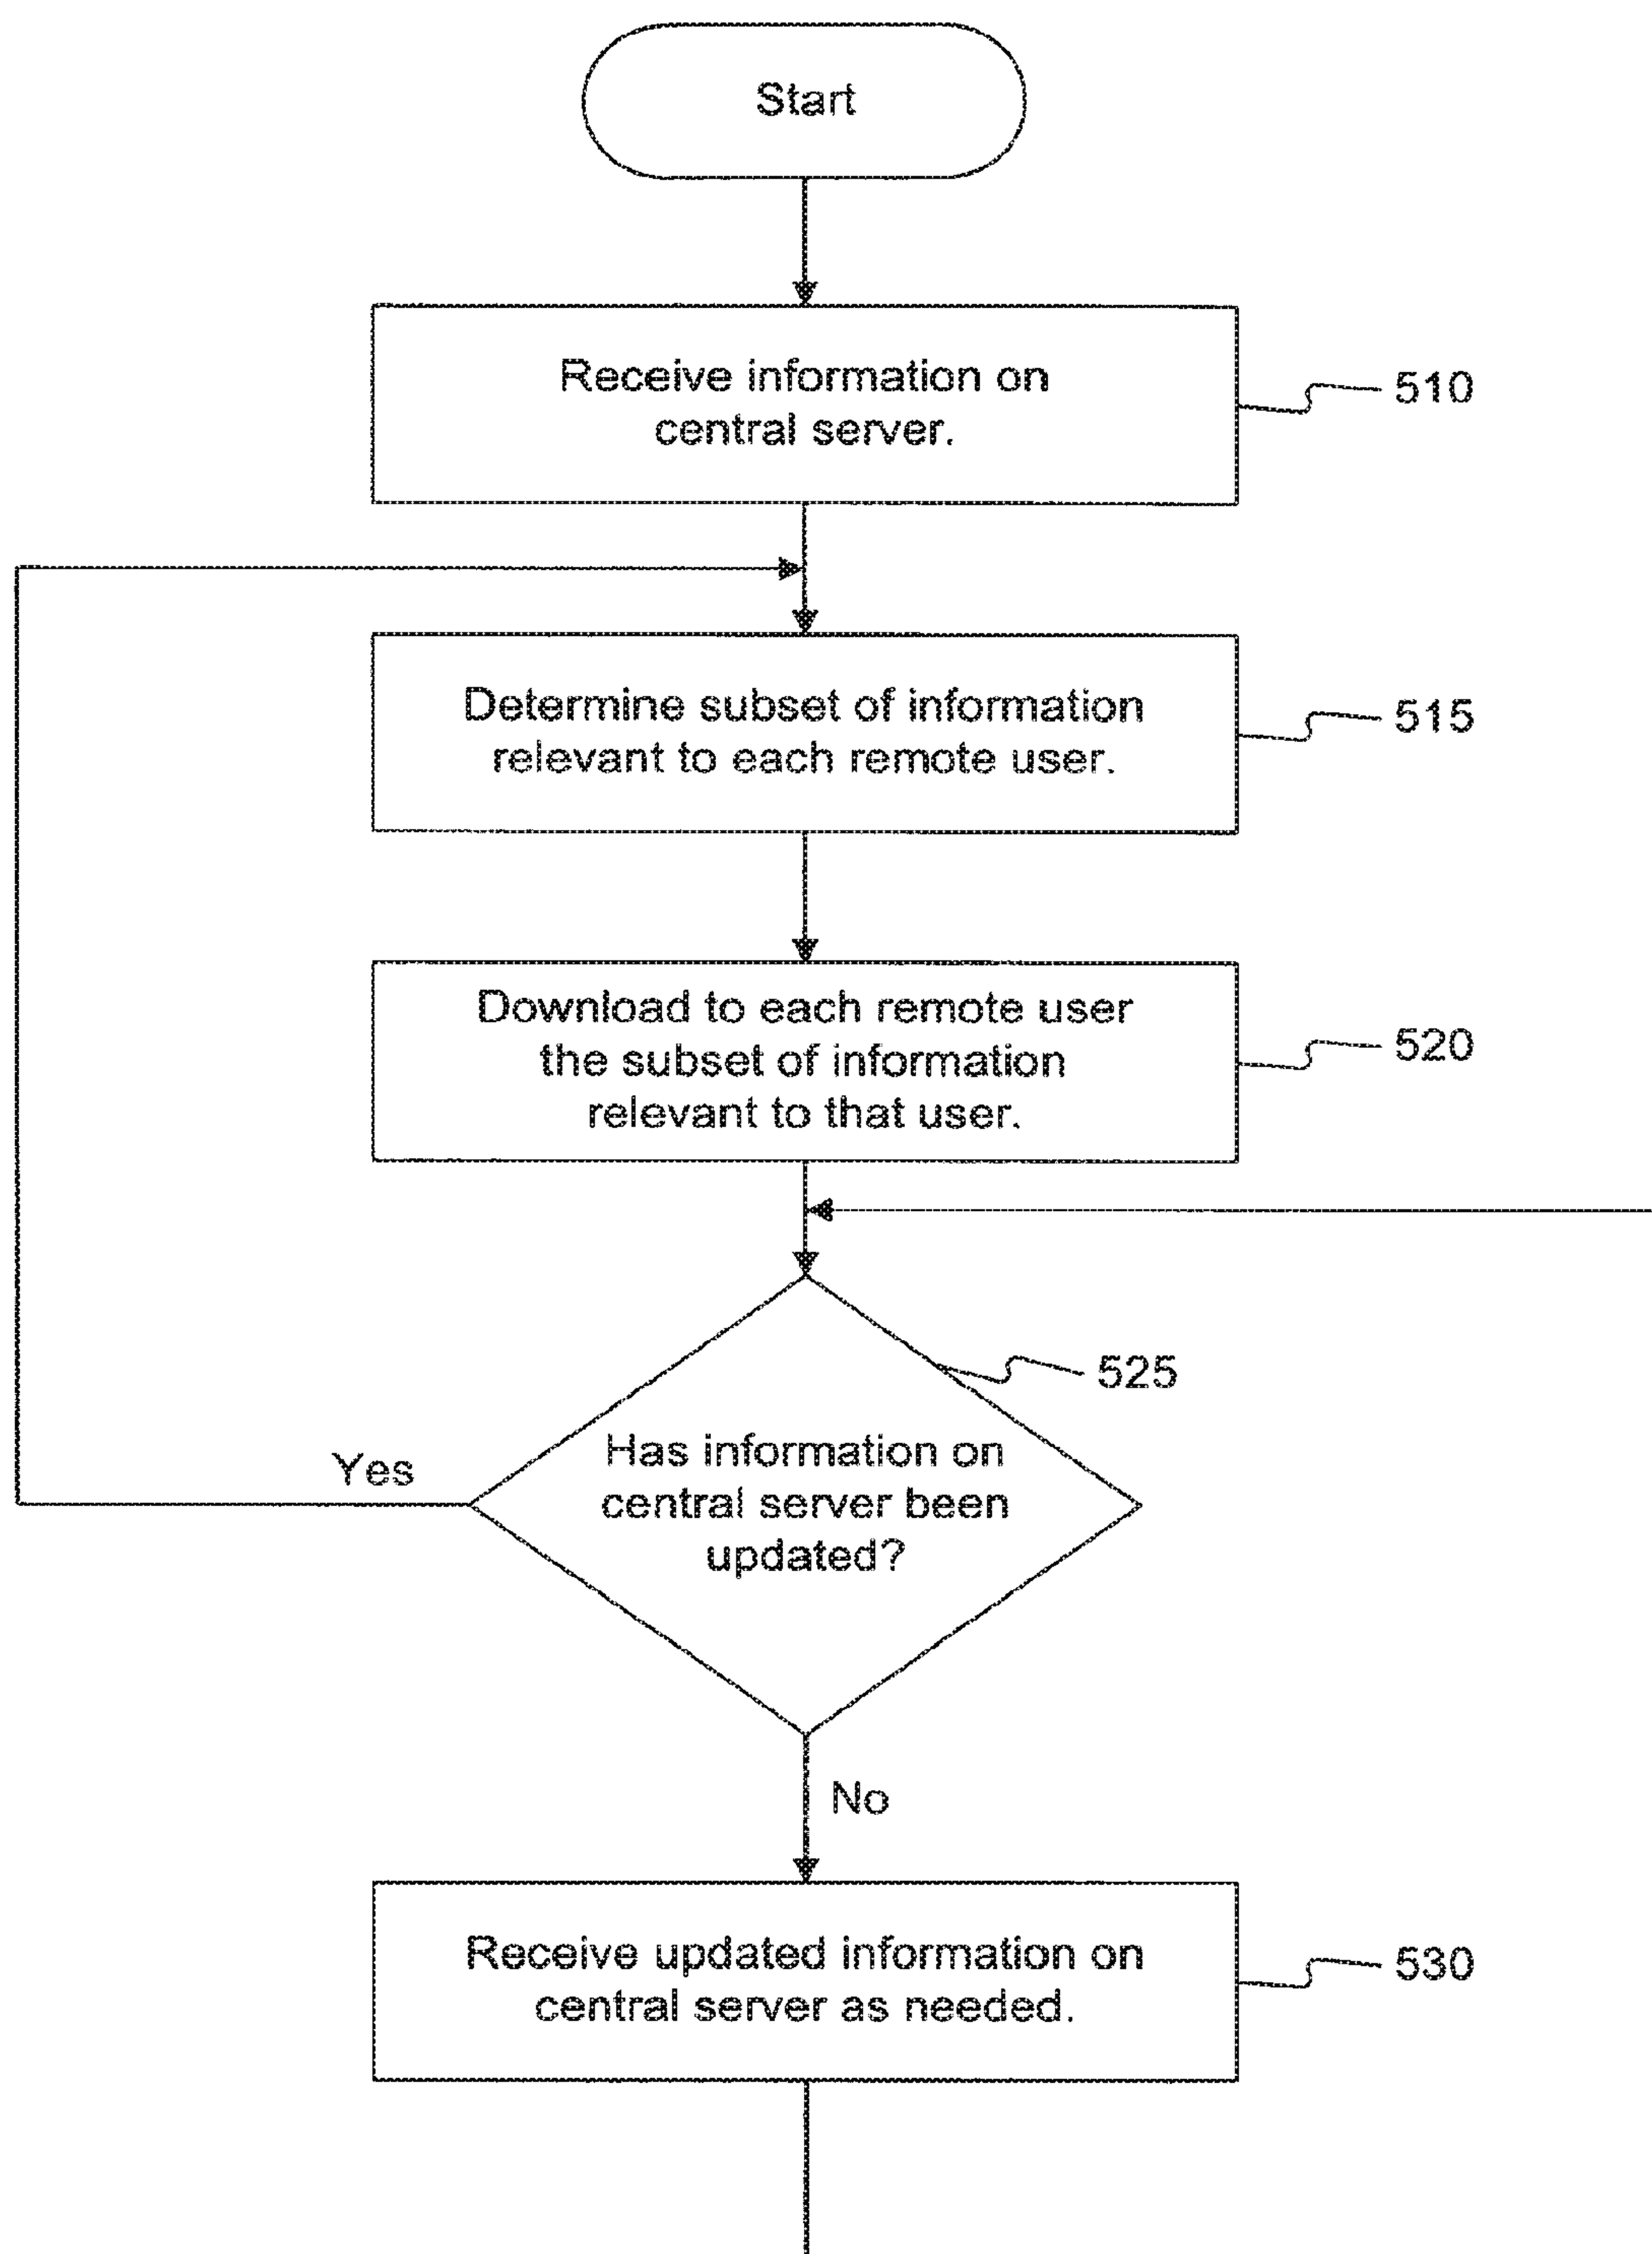 Start
Receive information on
central server.
510
Determine subset of information
relevant to each remote user.
515
Download to each remote user
the subset of information
relevant to that user.
520
525
Has information on
central server been
updated?
Yes
No
Receive updated information on
central server as needed.
530